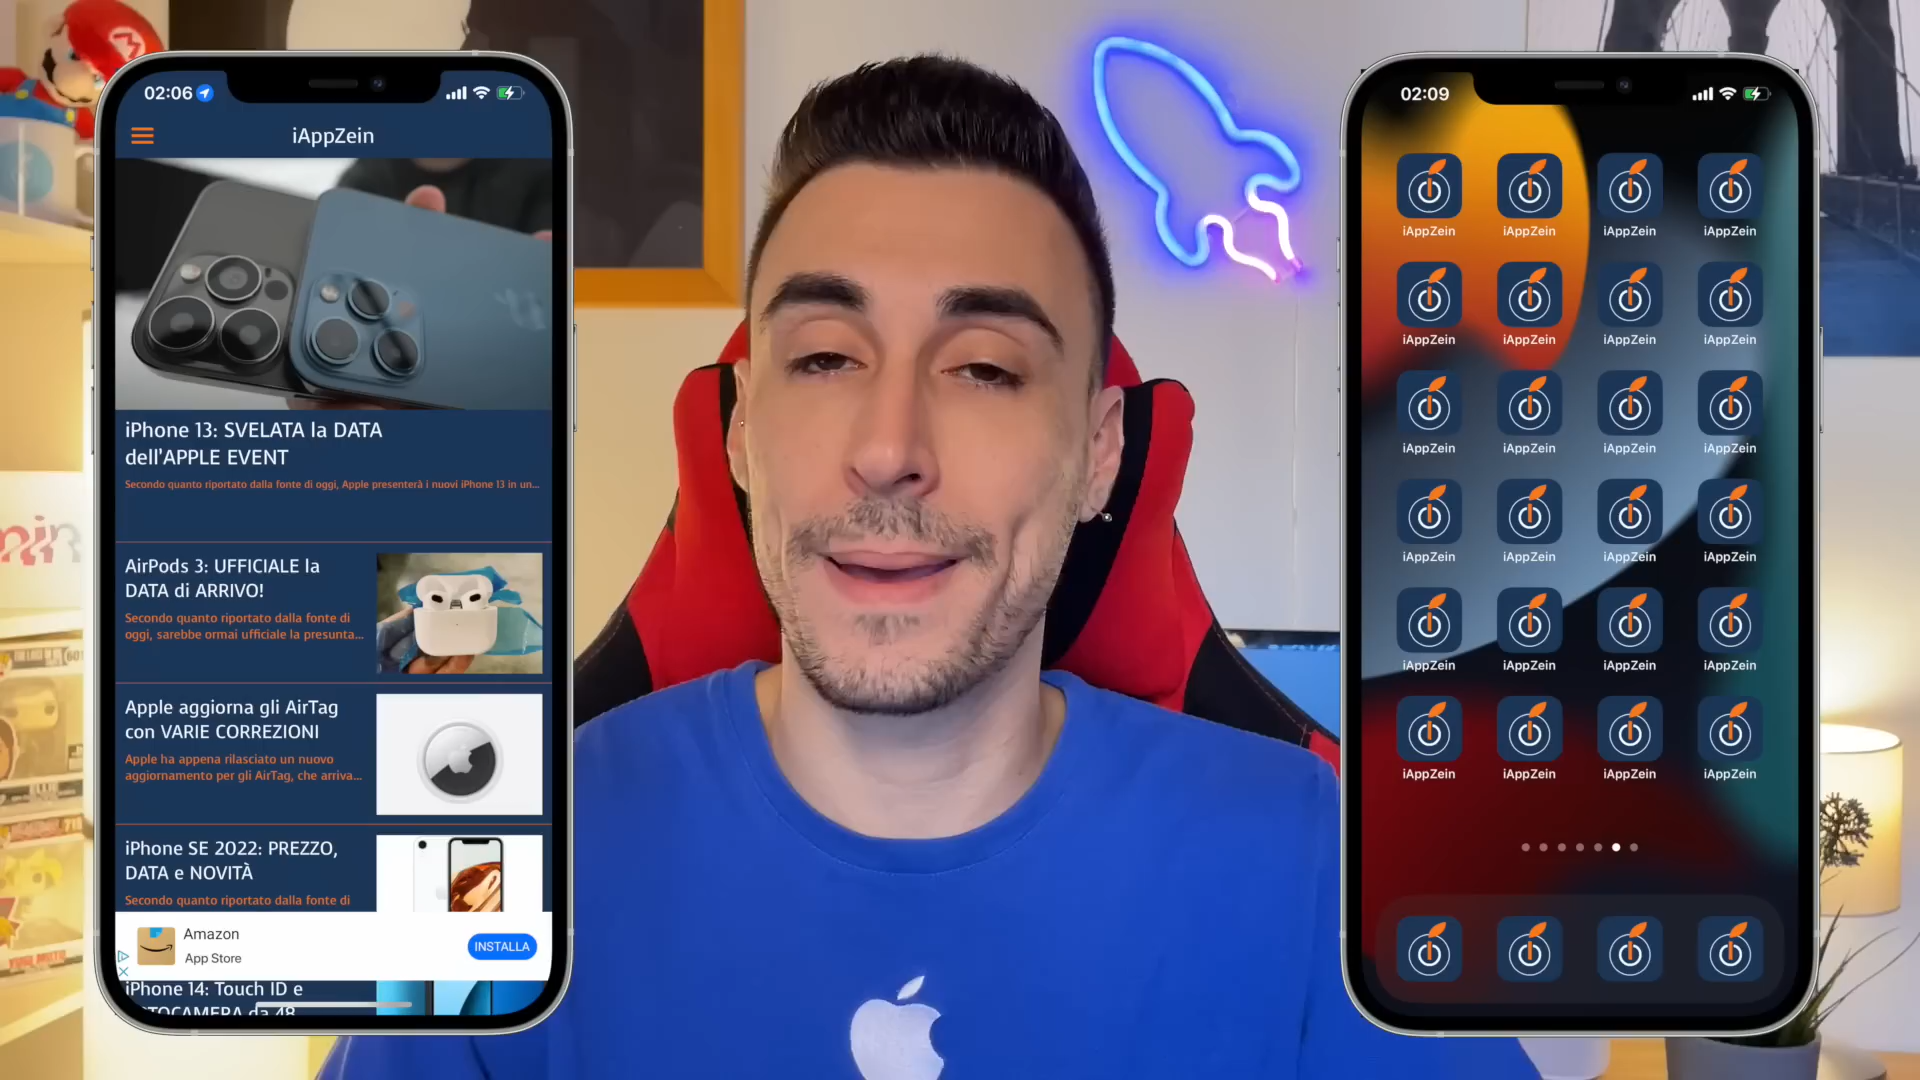 02:06
iAppZein
iPhone 13: SVELATA la DATA
dell'APPLE EVENT
Secondo quanto riportato dalla fonte di oggi, Apple presenterà i nuovi iPhone 13 in un...
AirPods 3: UFFICIALE la
DATA di ARRIVO!
Secondo quanto riportato dalla fonte di
oggi, sarebbe ormai ufficiale la presunta...
Apple aggiorna gli AirTag
con VARIE CORREZIONI
Apple ha appena rilasciato un nuovo
aggiornamento per gli AirTag, che arriva...
iPhone SE 2022: PREZZO,
DATA e NOVITÀ
Secondo quanto riportato dalla fonte di
Amazon
App Store
INSTALLA
iPhone 14: Touch ID e
02:09
iAppZein iAppZein iAppZein iAppZein
iAppZein iAppZein iAppZein iAppZein
iAppZein iAppZein iAppZein iAppZein
iAppZein iAppZein iAppZein iAppZein
iAppZein iAppZein iAppZein iAppZein
iAppZein iAppZein iAppZein iAppZein